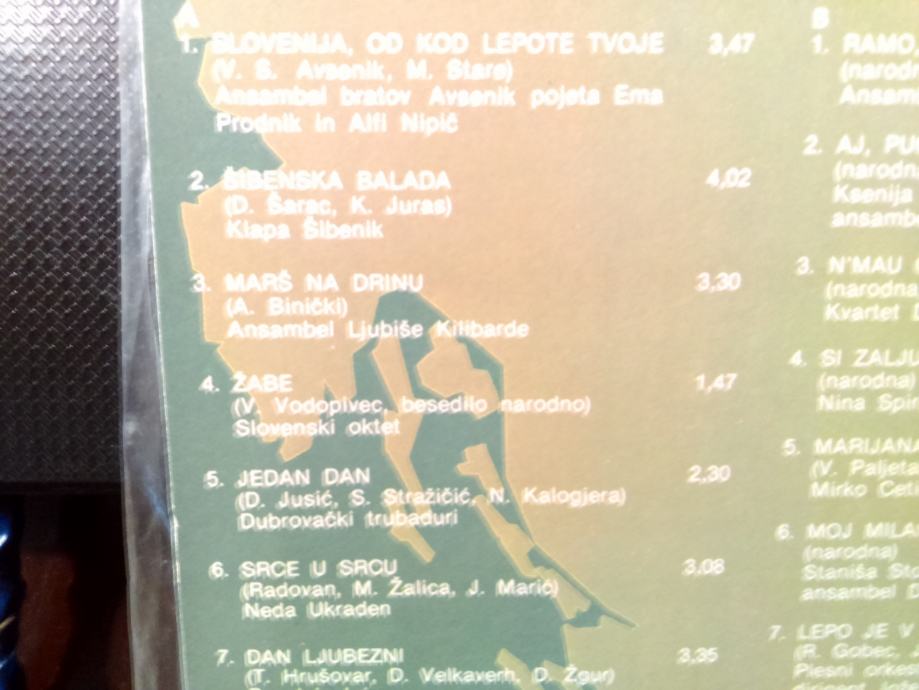 A
1. SLOVENIJA, OD KOD LEPOTE TVOJE 3,47
(V. S. Avsenik, M. Stare)
Ansambel bratov Avsenik pojeta Ema
Prodnik in Alfi Nipič
2. ŠIBENSKA BALADA 4,02
(D. Šarac, K. Juras)
Klapa Šibenik
3. MARŠ NA DRINU 3,30
(A. Binički)
Ansambel Ljubiše Kilibarde
4. ŽABE 1,47
(V. Vodopivec, besedilo narodno)
Slovenski oktet
5. JEDAN DAN 2,30
(D. Jusić, S. Stražičić, N. Kalogjera)
Dubrovački trubaduri
6. SRCE U SRCU 3,08
(Radovan, M. Žalica, J. Marić)
Neda Ukraden
7. DAN LJUBEZNI 3,35
(T. Hrušovar, D. Velkaverh, D. Žgur)
B
1. RAMO
(narodn
Ansam
2. AJ, PU
(narodn
Ksenija
ansamb
3. N'MAU
(narodna
Kvartet
4. SI ZALJU
(narodna)
Nina Spi
5. MARIJANA
(V. Paljeta
Mirko Cet
6. MOJ MILA
(narodna)
Staniša Sto
ansambel
7. LEPO JE V
(R. Gobec,
Plesni orkes